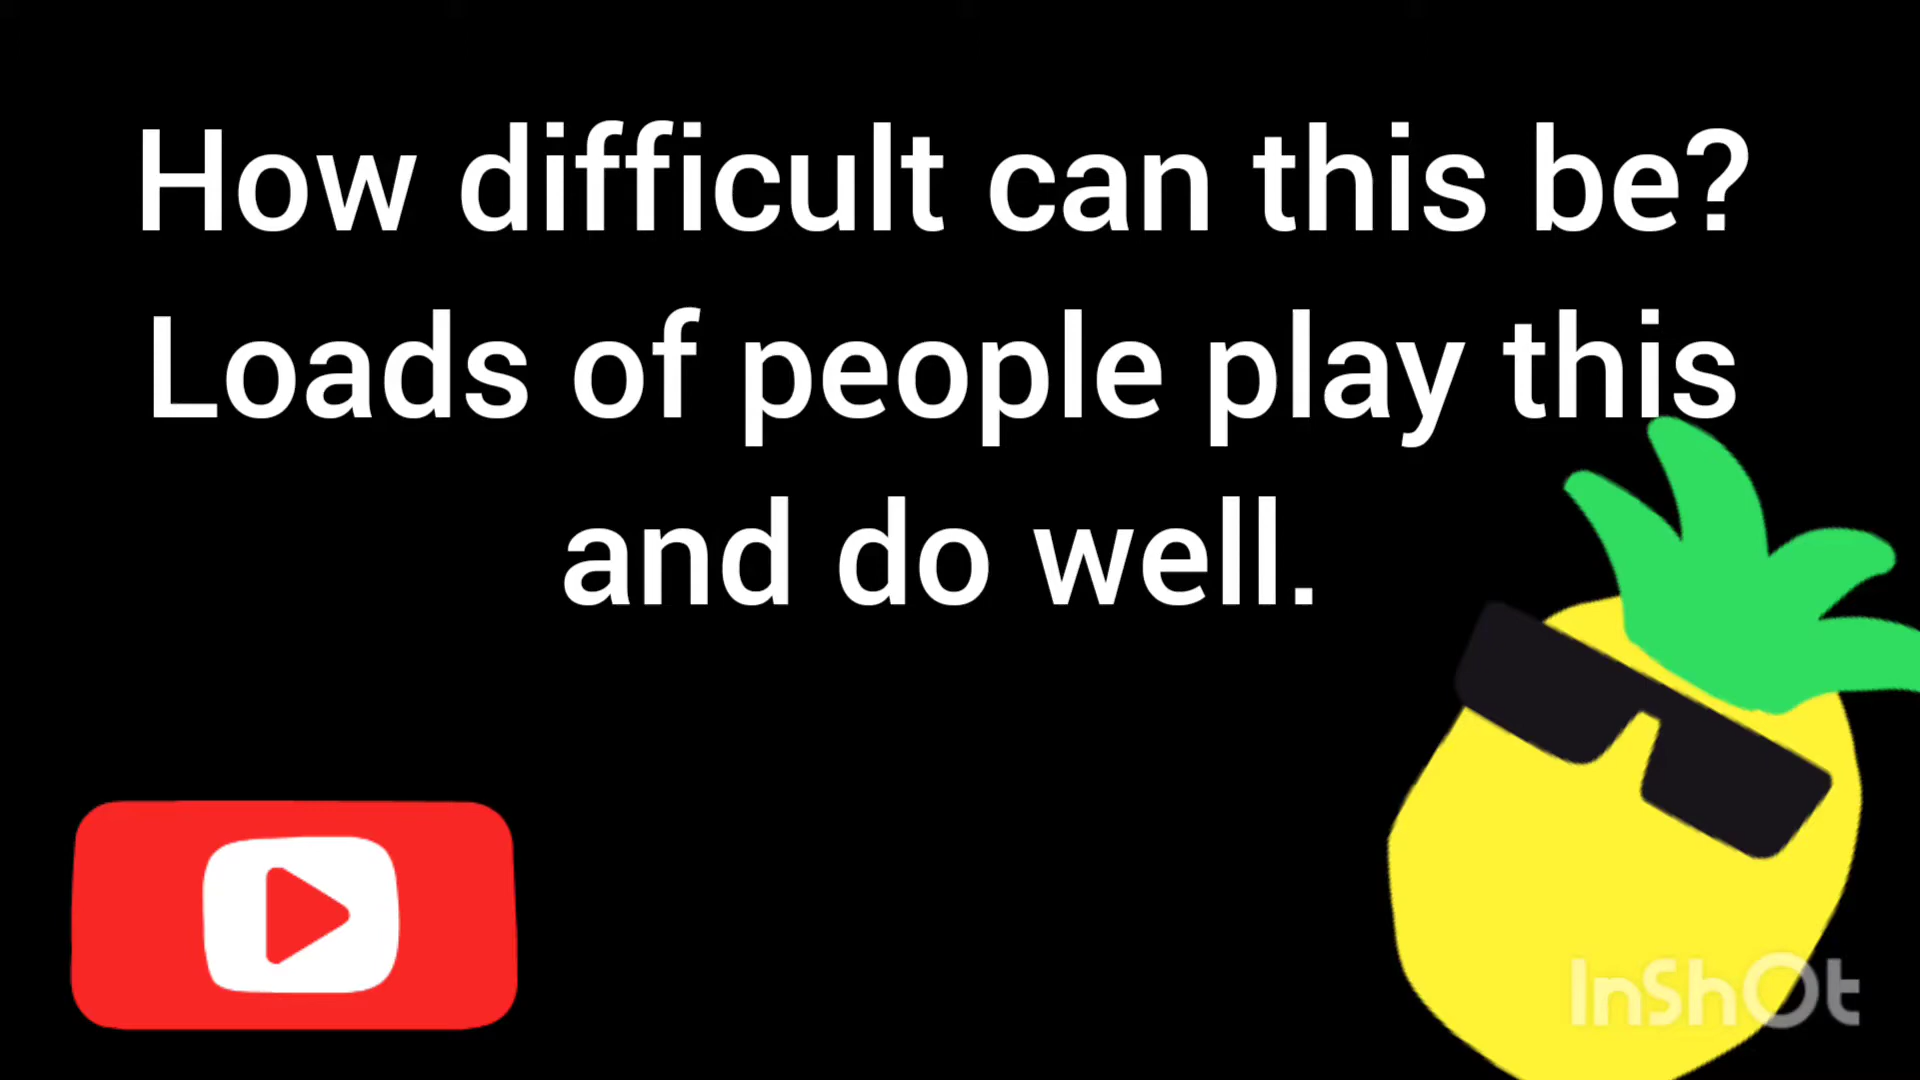 How difficult can this be?
Loads of people play this
and do well.
InShOt